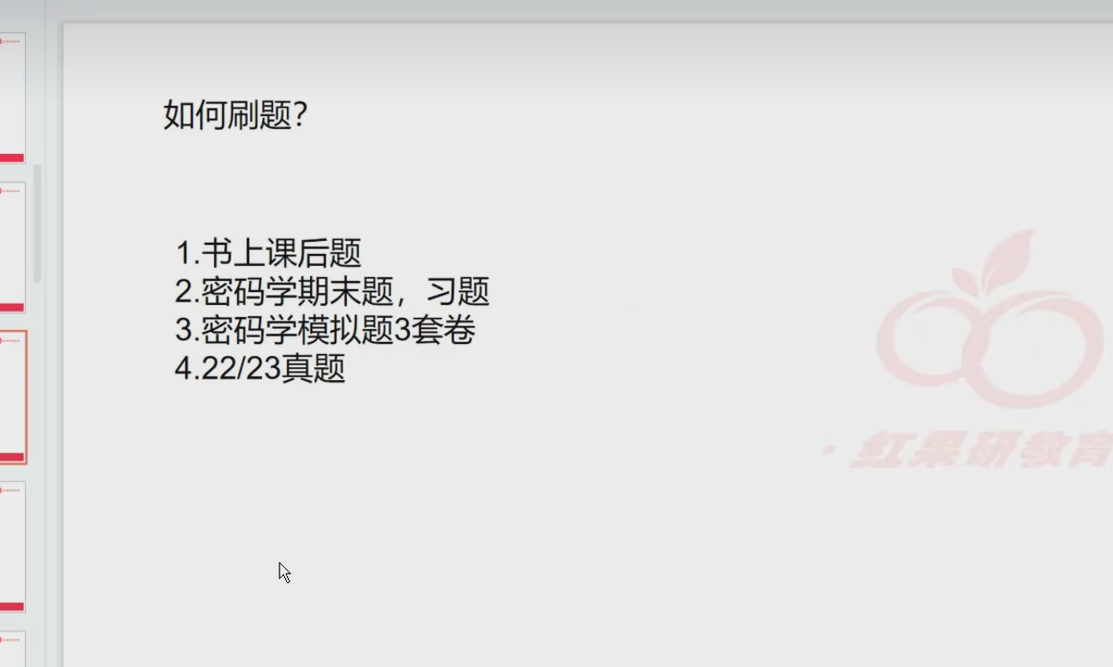 如何刷题？
1.书上课后题
2.密码学期末题，习题
3.密码学模拟题3套卷
4.22/23真题
·红果研教育